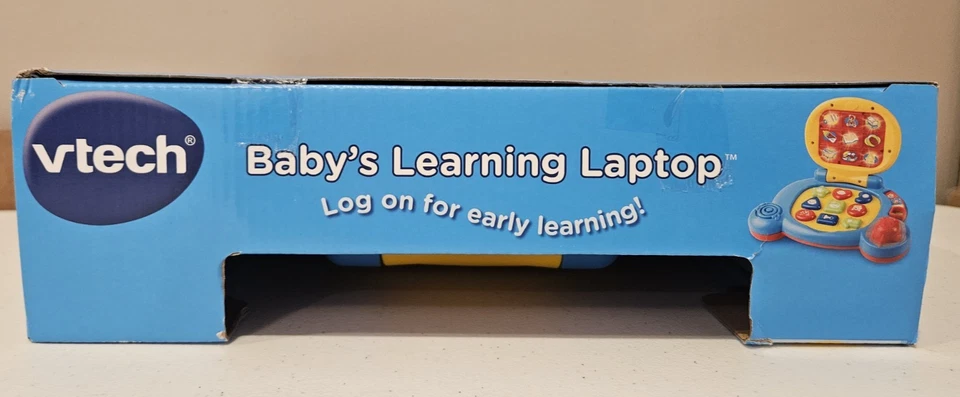 vtech®
Baby's Learning Laptop™
Log on for early learning!